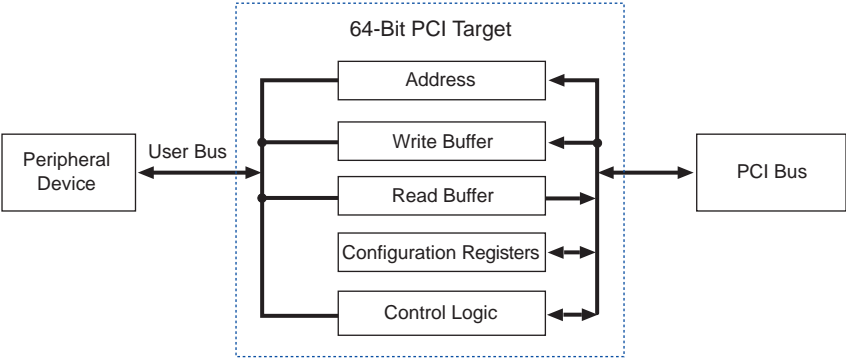 64-Bit PCI Target
Address
Write Buffer
User Bus
Peripheral
Device
PCI Bus
Read Buffer
Configuration Registers
Control Logic